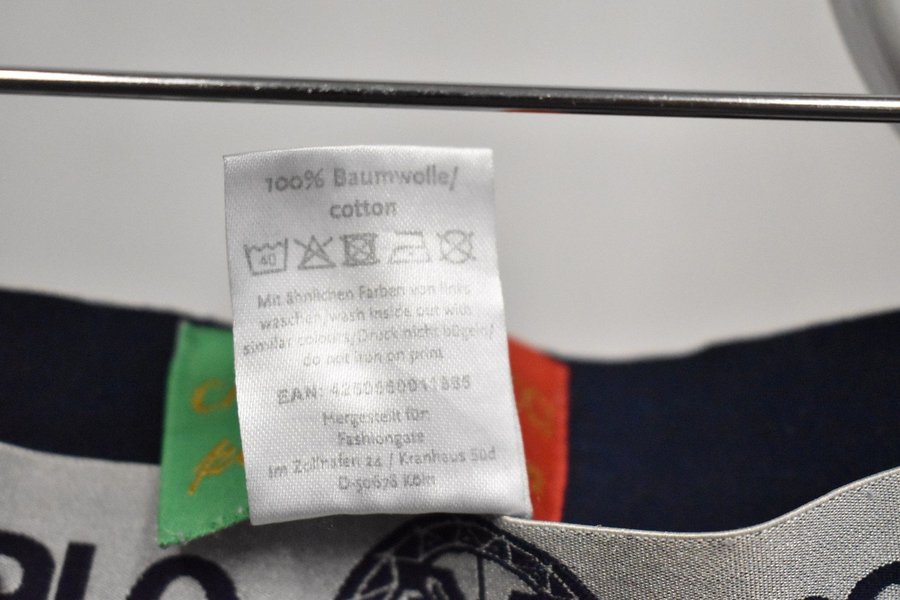 100% Baumwolle/
cotton
40
Mit ähnlichen Farben von links
waschen/wash inside out with
similar colours/Druck nicht bügeln/
do not iron on print
EAN:
Hergestellt für
Fashiongate
Im Zollhafen 24 / Kranhaus Süd
D-50678 Köln